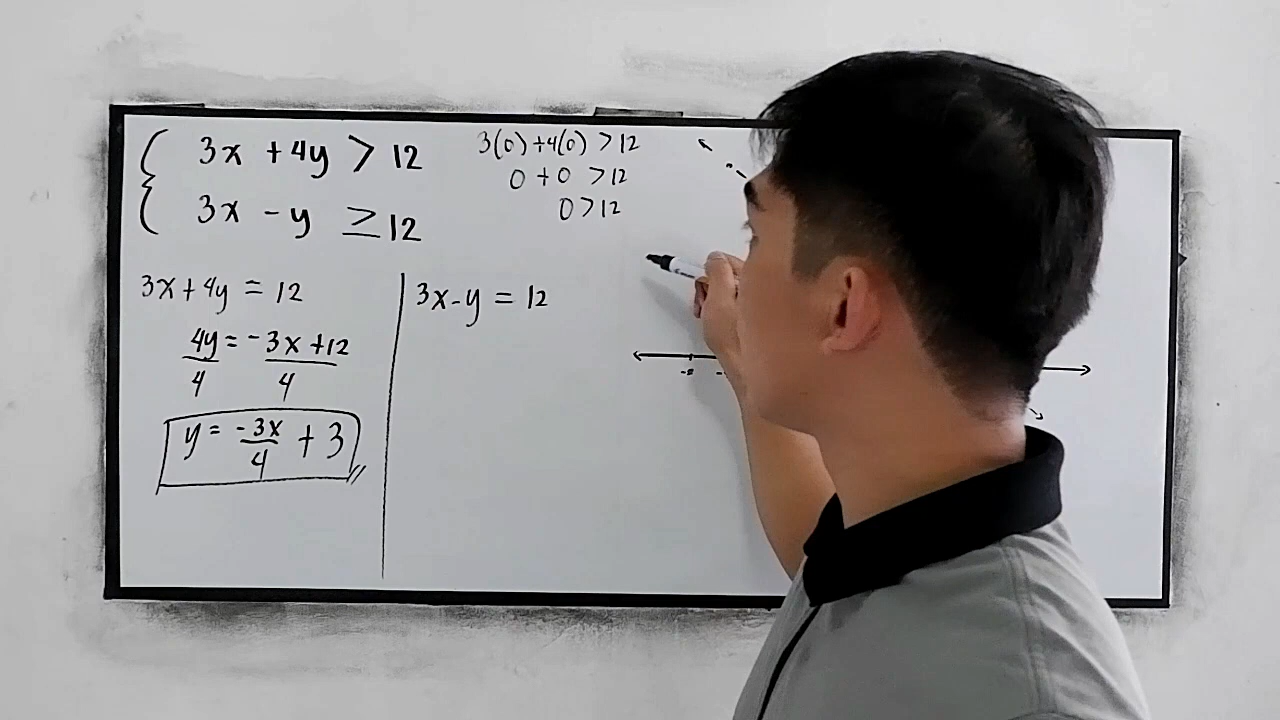 3x + 4y > 12
3x - y ≥ 12
3(0) + 4(0) > 12
0 + 0 > 12
0 > 12
3x + 4y = 12
4y = -3x + 12
4 4
y = -3x/4 + 3
3x - y = 12